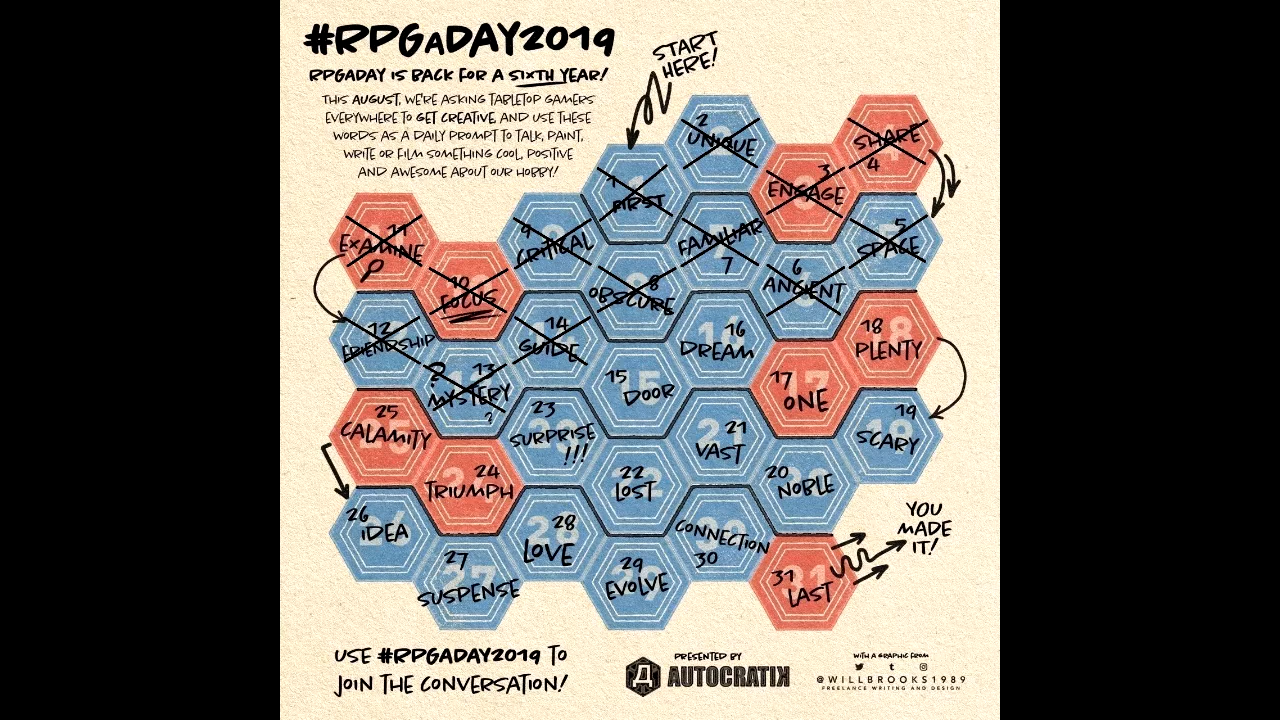 #RPGaDAY2019
RPGADAY IS BACK FOR A SIXTH YEAR!
THIS AUGUST, WE'RE ASKING TABLETOP GAMERS
EVERYWHERE TO GET CREATIVE, AND USE THESE
WORDS AS A DAILY PROMPT TO TALK, PAINT,
WRITE OR FILM SOMETHING COOL, POSITIVE
AND AWESOME ABOUT OUR HOBBY!
START
HERE!
1
FIRST
2
UNIQUE
3
ENGAGE
SHARE
4
5
SPACE
6
ANCIENT
FAMILIAR
7
8
OBSCURE
9
CRITICAL
10
FOCUS
11
EXAMINE
12
FRIENDSHIP
? 13
MYSTERY
?
14
GUIDE
15
DOOR
16
DREAM
17
ONE
18
PLENTY
19
SCARY
20
NOBLE
21
VAST
22
LOST
23
SURPRISE
!!!
24
TRIUMPH
25
CALAMITY
26
IDEA
27
SUSPENSE
28
LOVE
29
EVOLVE
CONNECTION
30
31
LAST
YOU
MADE
IT!
USE #RPGADAY2019 TO
JOIN THE CONVERSATION!
PRESENTED BY
AUTOCRATIK
WITH A GRAPHIC FROM
@WILLBROOKS1989
FREELANCE WRITING AND DESIGN